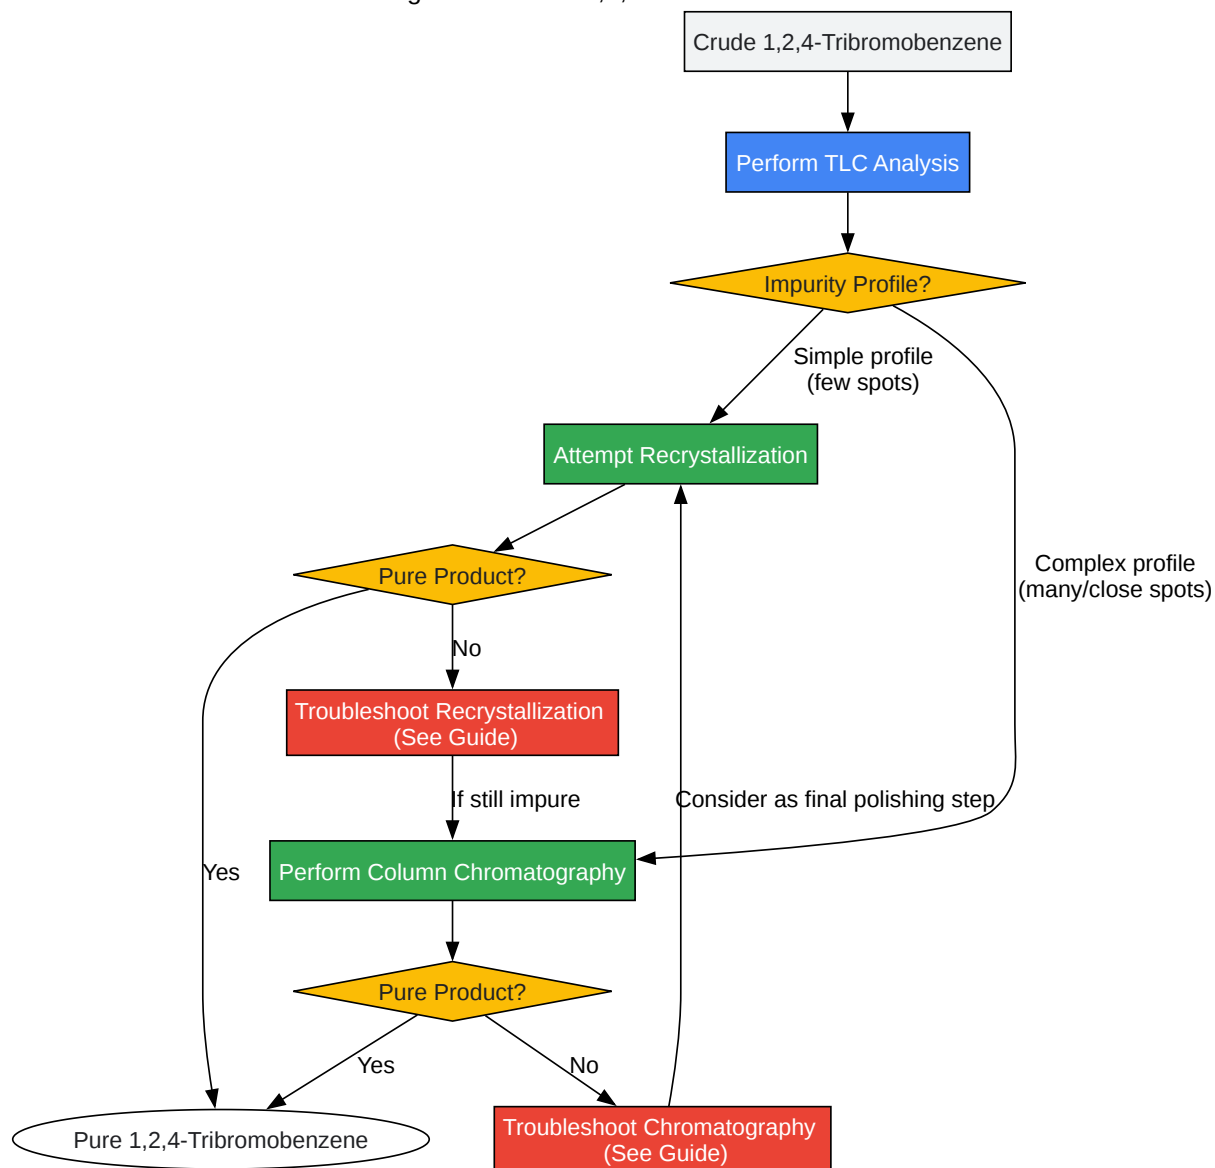 Crude 1,2,4-Tribromobenzene
Perform TLC Analysis
Impurity Profile?
Simple profile
(few spots)
Attempt Recrystallization
Complex profile
(many/close spots)
Pure Product?
No
Troubleshoot Recrystallization
(See Guide)
If still impure
Consider as final polishing step
Yes
Perform Column Chromatography
Pure Product?
Yes
No
Pure 1,2,4-Tribromobenzene
Troubleshoot Chromatography
(See Guide)